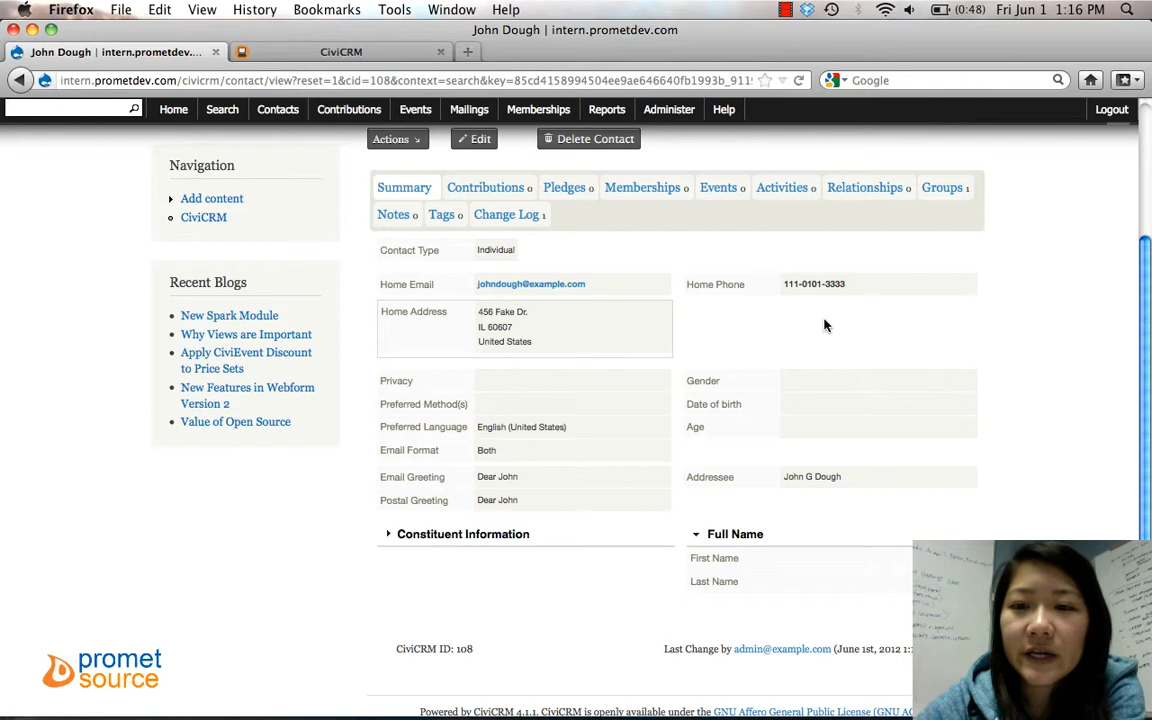 Firefox File Edit View History Bookmarks Tools Window Help (0:48) Fri Jun 1 1:16 PM
John Dough | intern.prometdev.com
John Dough | intern.prometdev.... × CiviCRM × +
intern.prometdev.com/civicrm/contact/view?reset=1&cid=108&context=search&key=85cd4158994504ee9ae646640fb1993b_911 Google
Home Search Contacts Contributions Events Mailings Memberships Reports Administer Help Logout
Actions Edit Delete Contact
Navigation
Add content
CiviCRM
Recent Blogs
New Spark Module
Why Views are Important
Apply CiviEvent Discount
to Price Sets
New Features in Webform
Version 2
Value of Open Source
Summary Contributions 0 Pledges 0 Memberships 0 Events 0 Activities 0 Relationships 0 Groups 1
Notes 0 Tags 0 Change Log 1
Contact Type Individual
Home Email johndough@example.com Home Phone 111-0101-3333
Home Address 456 Fake Dr.
IL 60607
United States
Privacy Gender
Preferred Method(s) Date of birth
Preferred Language English (United States) Age
Email Format Both
Email Greeting Dear John Addressee John G Dough
Postal Greeting Dear John
Constituent Information Full Name
First Name
Last Name
CiviCRM ID: 108 Last Change by admin@example.com (June 1st, 2012 1:
Powered by CiviCRM 4.1.1. CiviCRM is openly available under the GNU Affero General Public License (GNU A
promet
source